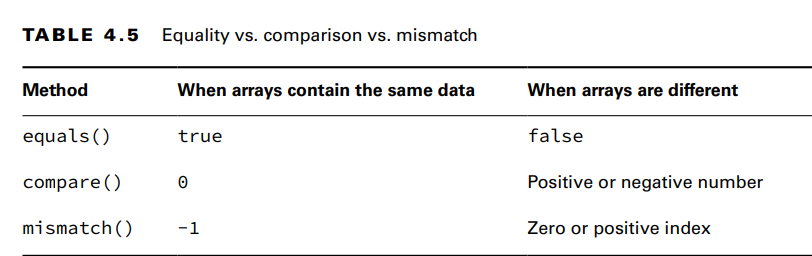 TABLE 4.5 Equality vs. comparison vs. mismatch
Method When arrays contain the same data When arrays are different
equals() true false
compare() 0 Positive or negative number
mismatch() -1 Zero or positive index